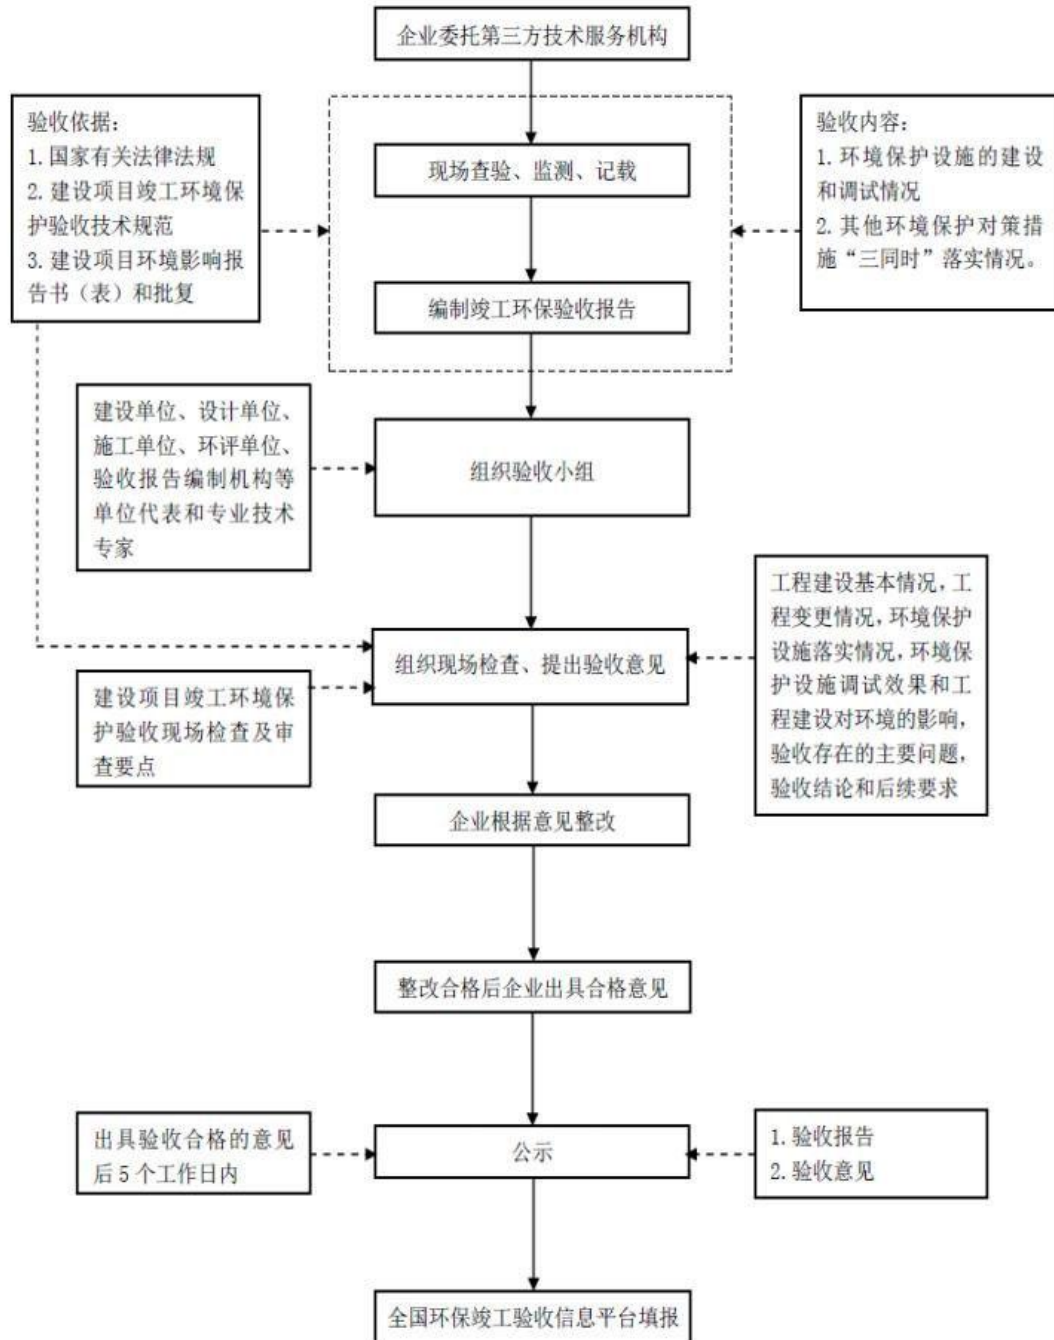 企业委托第三方技术服务机构
验收依据：
1. 国家有关法律法规
2. 建设项目竣工环境保
护验收技术规范
3. 建设项目环境影响报
告书（表）和批复
现场查验、监测、记载
编制竣工环保验收报告
验收内容：
1. 环境保护设施的建设
和调试情况
2. 其他环境保护对策措
施“三同时”落实情况。
建设单位、设计单位、
施工单位、环评单位、
验收报告编制机构等
单位代表和专业技术
专家
组织验收小组
组织现场检查、提出验收意见
工程建设基本情况，工
程变更情况，环境保护
设施落实情况，环境保
护设施调试效果和工
程建设对环境的影响，
验收存在的主要问题，
验收结论和后续要求
建设项目竣工环境保
护验收现场检查及审
查要点
企业根据意见整改
整改合格后企业出具合格意见
出具验收合格的意见
后 5 个工作日内
公示
1. 验收报告
2. 验收意见
全国环保竣工验收信息平台填报